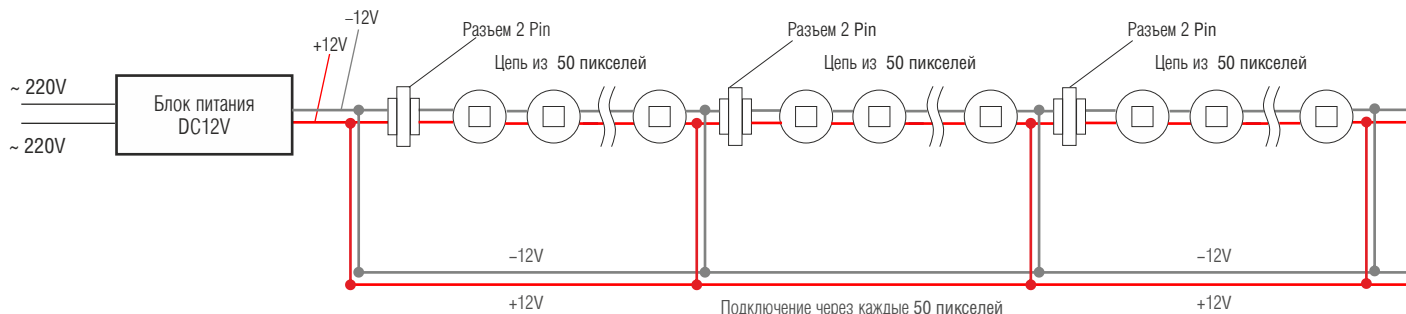 −12V
+12V
Разъем 2 Pin
Разъем 2 Pin
Разъем 2 Pin
Цепь из 50 пикселей
Цепь из 50 пикселей
Цепь из 50 пикселей
~ 220V
~ 220V
Блок питания
DC12V
−12V
−12V
+12V
Подключение через каждые 50 пикселей
+12V